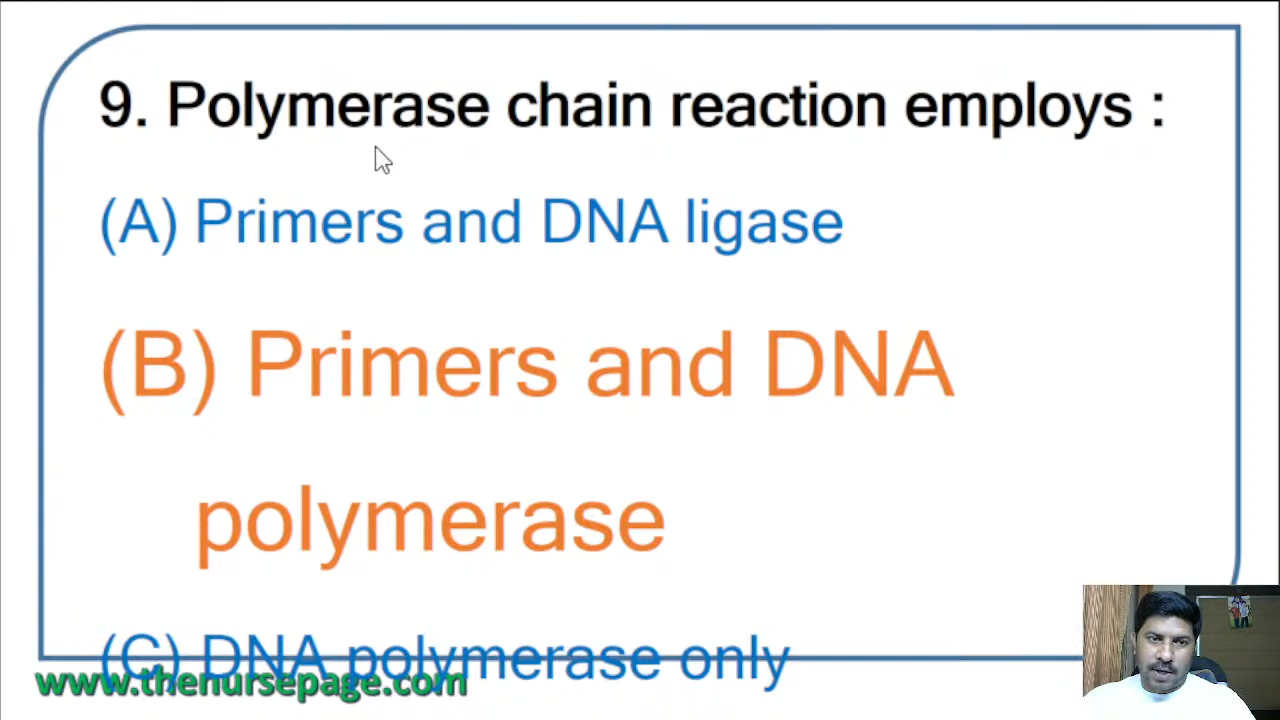 9. Polymerase chain reaction employs :
(A) Primers and DNA ligase
(B) Primers and DNA
polymerase
(C) DNA polymerase only
www.thenursepage.com